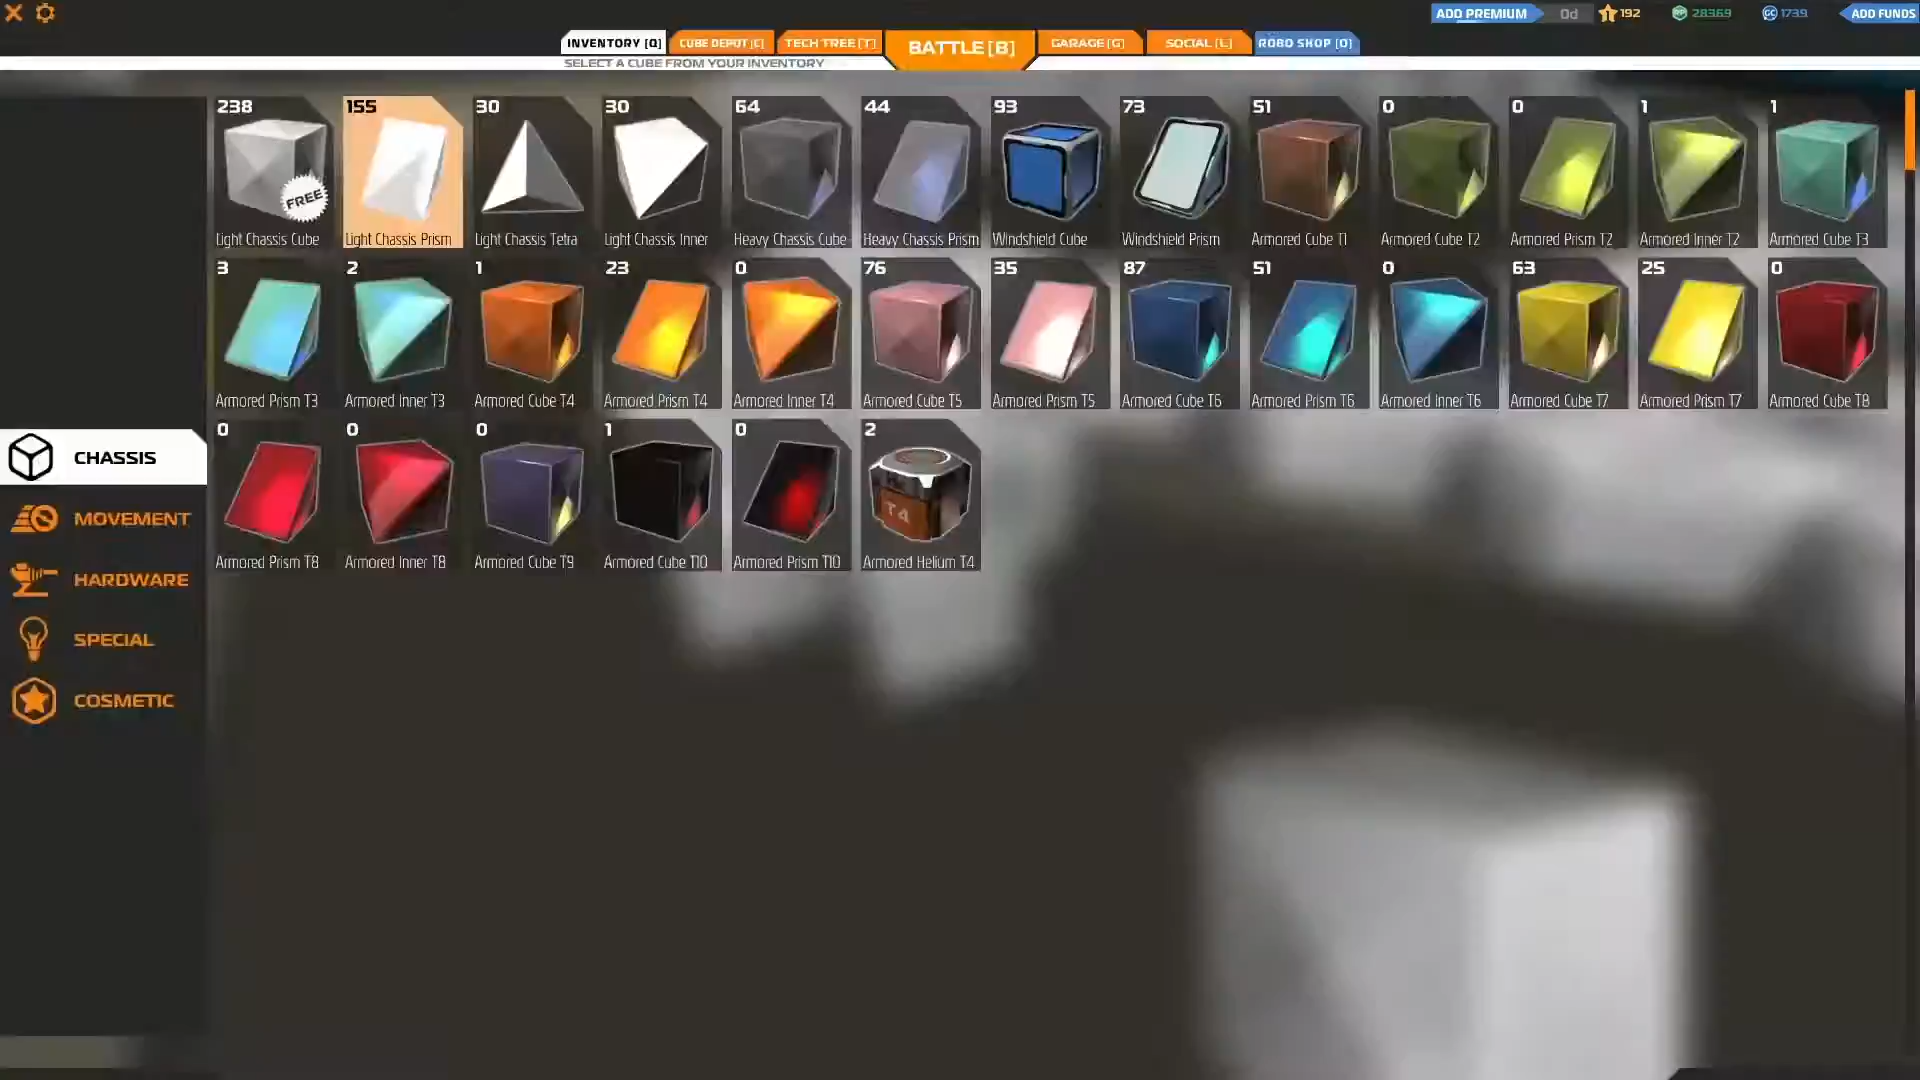 ADD PREMIUM 0d 192 28369 GC 1739 ADD FUNDS
INVENTORY [Q] CUBE DEPOT [C] TECH TREE [T] BATTLE [B] GARAGE [G] SOCIAL [L] ROBO SHOP [O]
SELECT A CUBE FROM YOUR INVENTORY
238 155 30 30 64 44 93 73 51 0 0 1 1
FREE
Light Chassis Cube Light Chassis Prism Light Chassis Tetra Light Chassis Inner Heavy Chassis Cube Heavy Chassis Prism Windshield Cube Windshield Prism Armored Cube T1 Armored Cube T2 Armored Prism T2 Armored Inner T2 Armored Cube T3
3 2 1 23 0 76 35 87 51 0 63 25 0
Armored Prism T3 Armored Inner T3 Armored Cube T4 Armored Prism T4 Armored Inner T4 Armored Cube T5 Armored Prism T5 Armored Cube T6 Armored Prism T6 Armored Inner T6 Armored Cube T7 Armored Prism T7 Armored Cube T8
0 0 0 1 0 2
T4
Armored Prism T8 Armored Inner T8 Armored Cube T9 Armored Cube T10 Armored Prism T10 Armored Helium T4
CHASSIS
MOVEMENT
HARDWARE
SPECIAL
COSMETIC